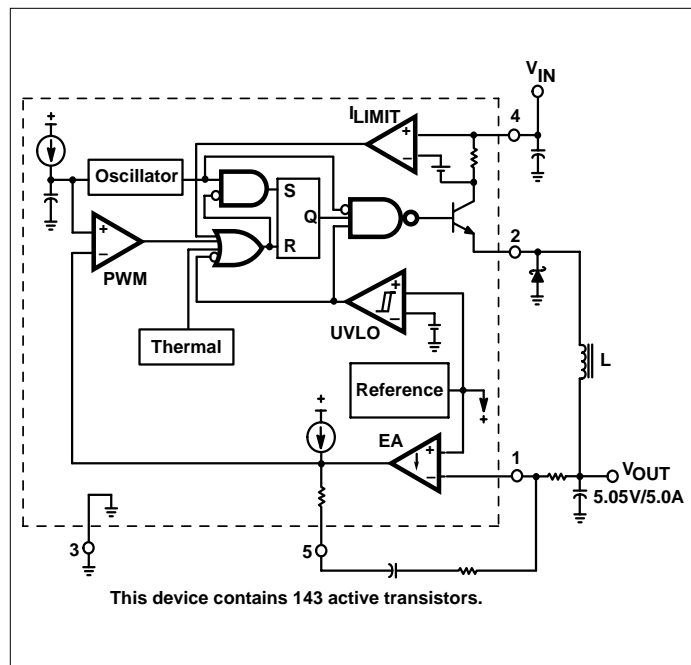 VIN
4
ILIMIT
+
–
+
Oscillator
S
Q
R
+
–
PWM
2
Thermal
+
–
UVLO
L
Reference
+
+
EA
+
–
1
VOUT
5.05V/5.0A
3
5
This device contains 143 active transistors.